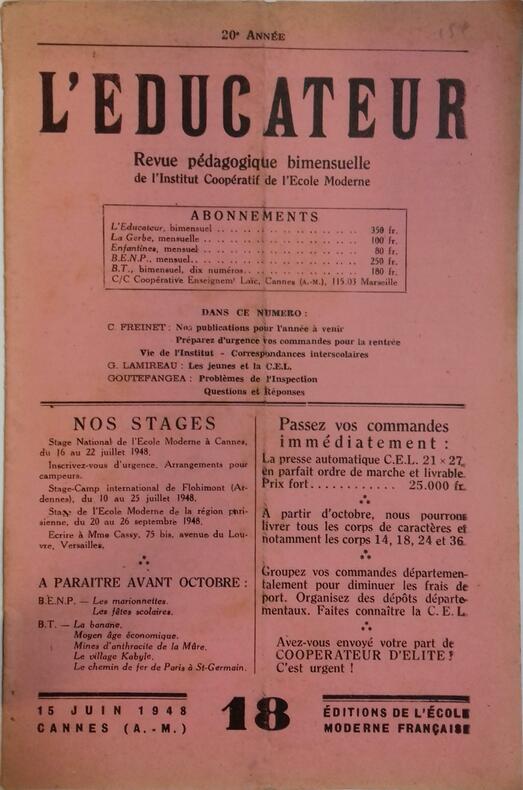 20e ANNÉE
L'EDUCATEUR
Revue pédagogique bimensuelle
de l'Institut Coopératif de l'Ecole Moderne
ABONNEMENTS
L'Educateur, bimensuel .................... 350 fr.
La Gerbe, mensuelle .................... 100 fr.
Enfantines, mensuel .................... 80 fr.
B.E.N.P., mensuel .................... 250 fr.
B.T., bimensuel, dix numéros .................... 180 fr.
C/C Coopérative Enseignemt Laïc, Cannes (A.-M.), 115.03 Marseille
DANS CE NUMERO :
C. FREINET : Nos publications pour l'année à venir
Préparez d'urgence vos commandes pour la rentrée
Vie de l'Institut - Correspondances interscolaires
G. LAMIREAU : Les jeunes et la C.E.L.
GOUTEFANGEA : Problèmes de l'Inspection
Questions et Réponses
NOS STAGES
Stage National de l'Ecole Moderne à Cannes,
du 16 au 22 juillet 1948.
Inscrivez-vous d'urgence. Arrangements pour
campeurs.
Stage-Camp international de Flohimont (Ar-
dennes), du 10 au 25 juillet 1948.
Stage de l'Ecole Moderne de la région pari-
sienne, du 20 au 26 septembre 1948.
Ecrire à Mme Cassy, 75 bis, avenue du Lou-
vre, Versailles.
A PARAITRE AVANT OCTOBRE :
B.E.N.P. — Les marionnettes.
Les fêtes scolaires.
B.T. — La banane.
Moyen âge économique.
Mines d'anthracite de la Mûre.
Le village Kabyle.
Le chemin de fer de Paris à St-Germain.
Passez vos commandes
immédiatement :
La presse automatique C.E.L. 21 × 27,
en parfait ordre de marche et livrable.
Prix fort ............ 25.000 fr.
A partir d'octobre, nous pourrons
livrer tous les corps de caractères et
notamment les corps 14, 18, 24 et 36.
Groupez vos commandes départemen-
talement pour diminuer les frais de
port. Organisez des dépôts départe-
mentaux. Faites connaître la C. E. L.
Avez-vous envoyé votre part de
COOPERATEUR D'ELITE ?
C'est urgent !
15 JUIN 1948
CANNES (A.-M.)
18
ÉDITIONS DE L'ÉCOLE
MODERNE FRANÇAISE